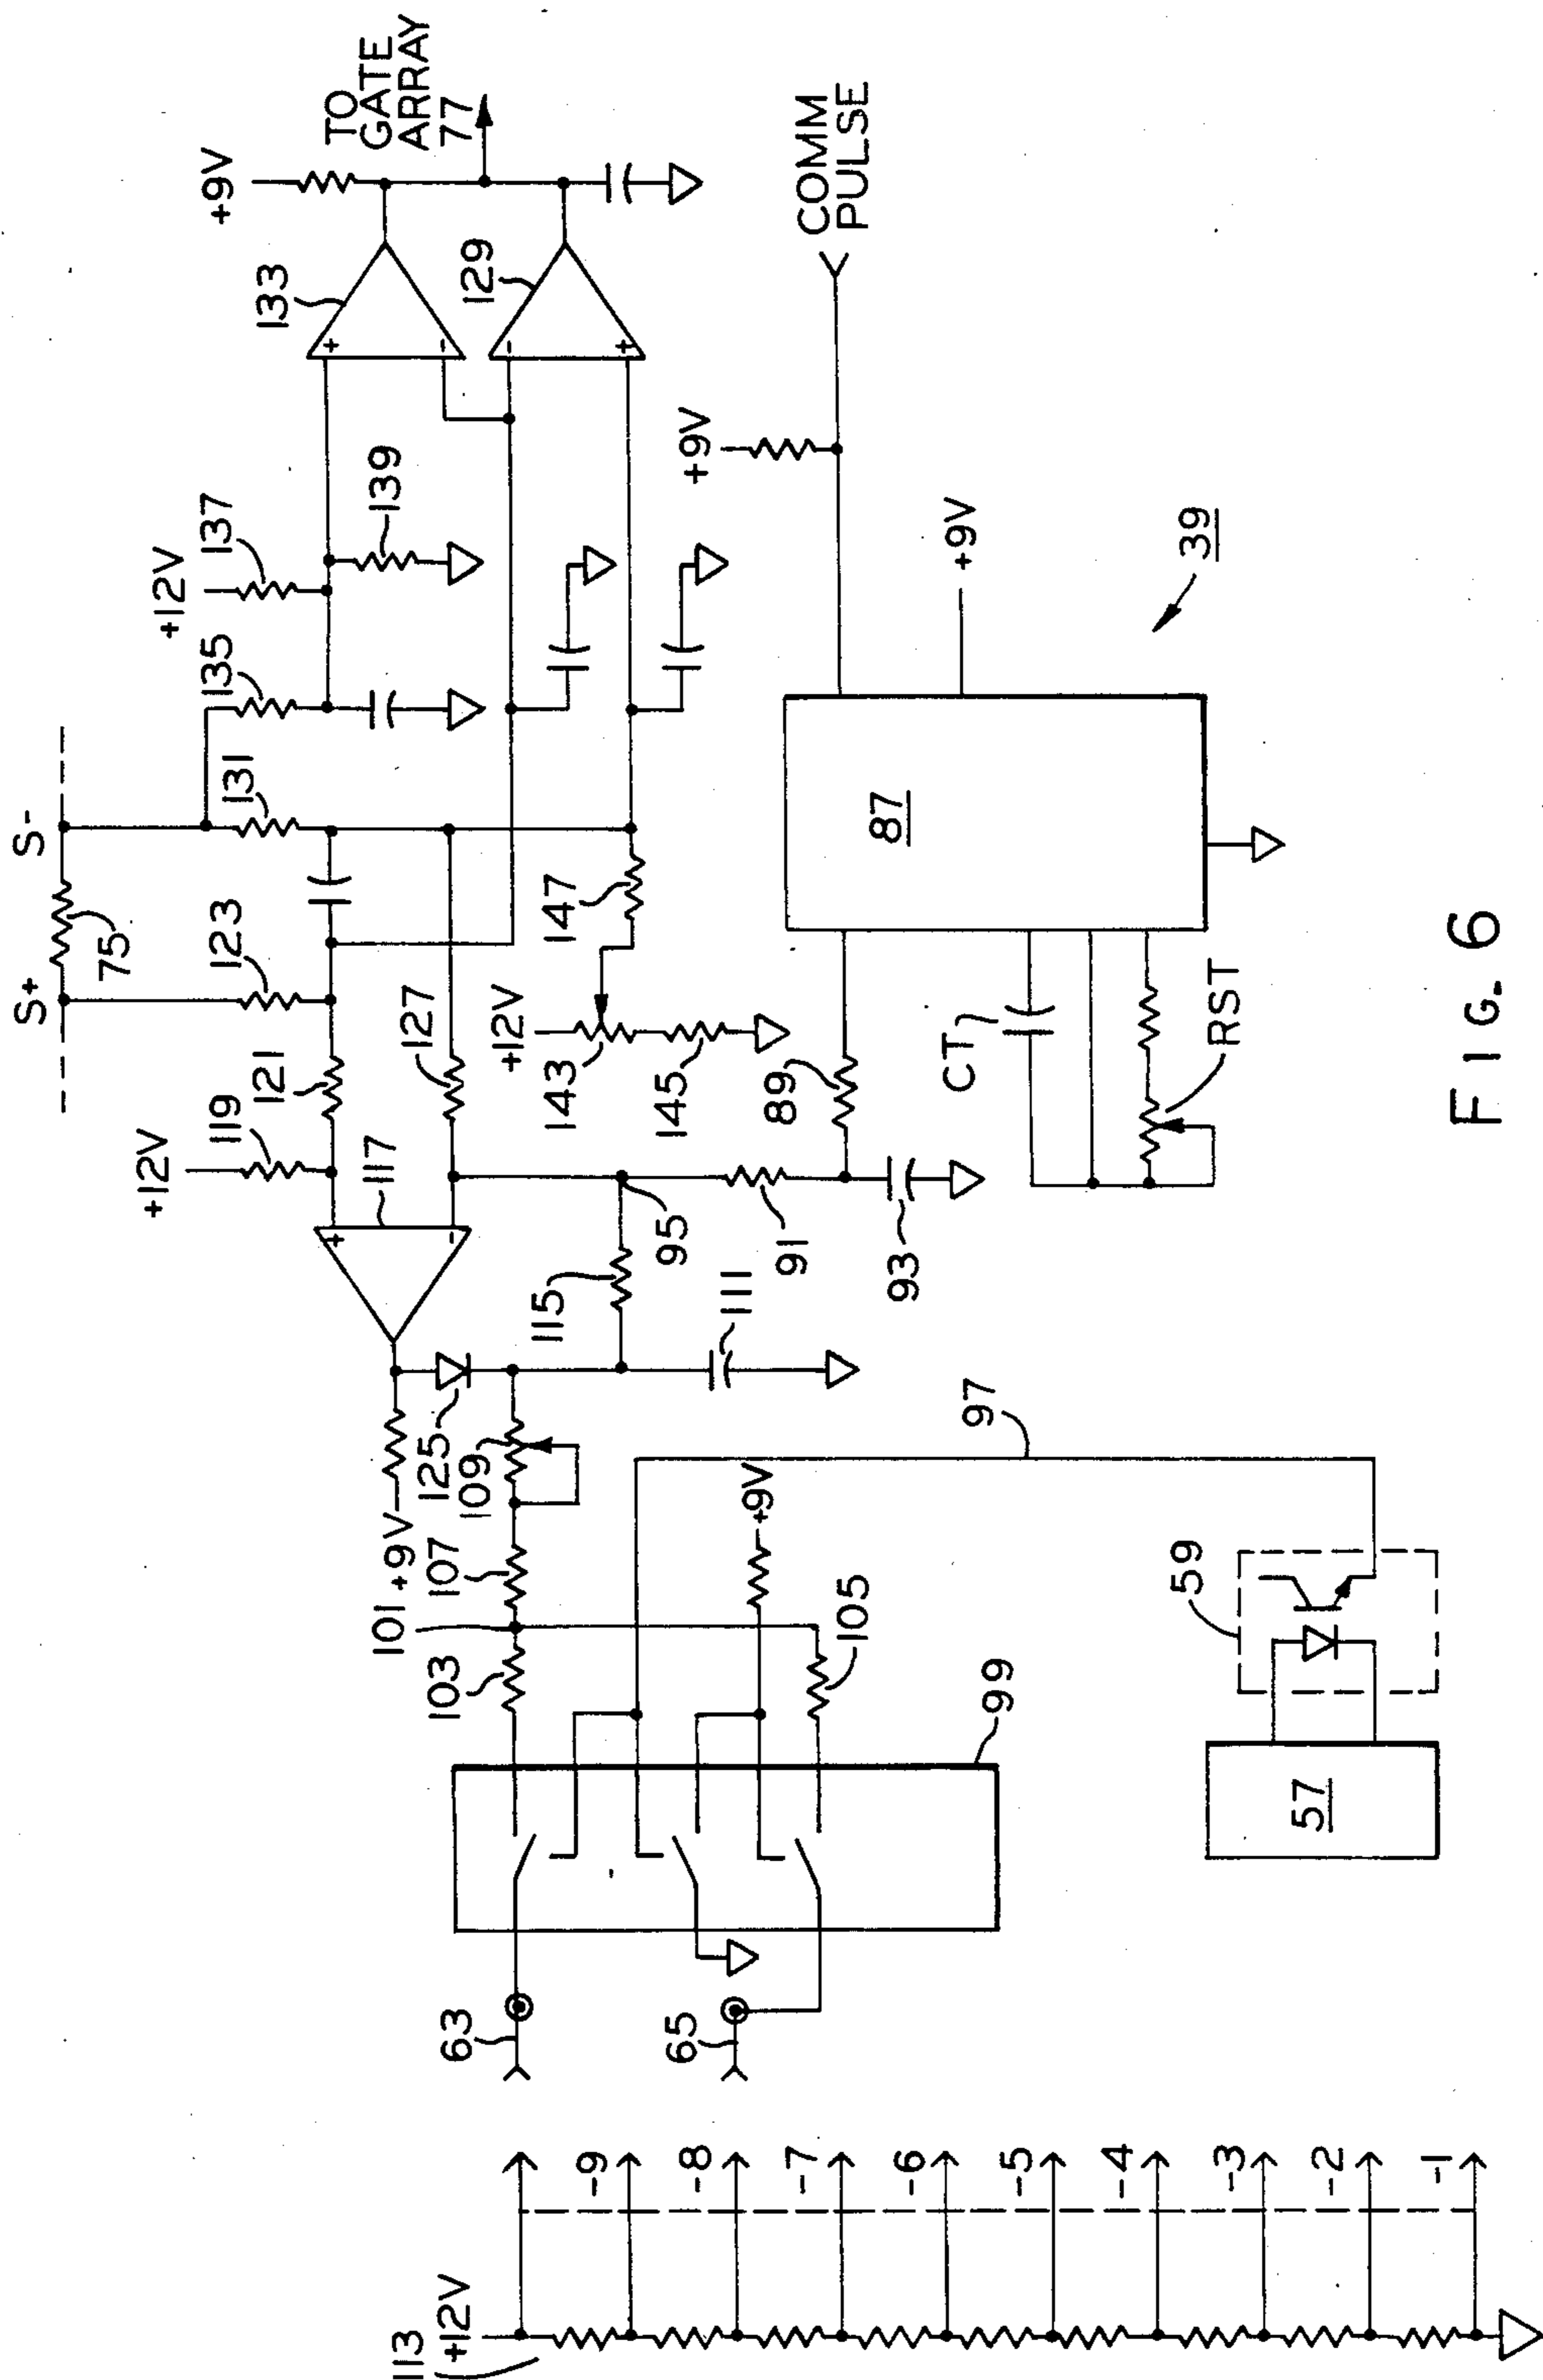 113
+12V
-9
-8
-7
-6
-5
-4
-3
-2
-1
63
65
99
103
101
+9V
107
109
125
105
+9V
97
59
57
117
+12V
119
121
S+
S-
75
123
131
135
+12V
137
139
133
129
+9V
TO
GATE
ARRAY
77
127
115
95
111
91
93
89
+12V
143
145
147
CT
RST
87
+9V
+9V
COMM
PULSE
39
+
-
-
+
+
-
FIG. 6